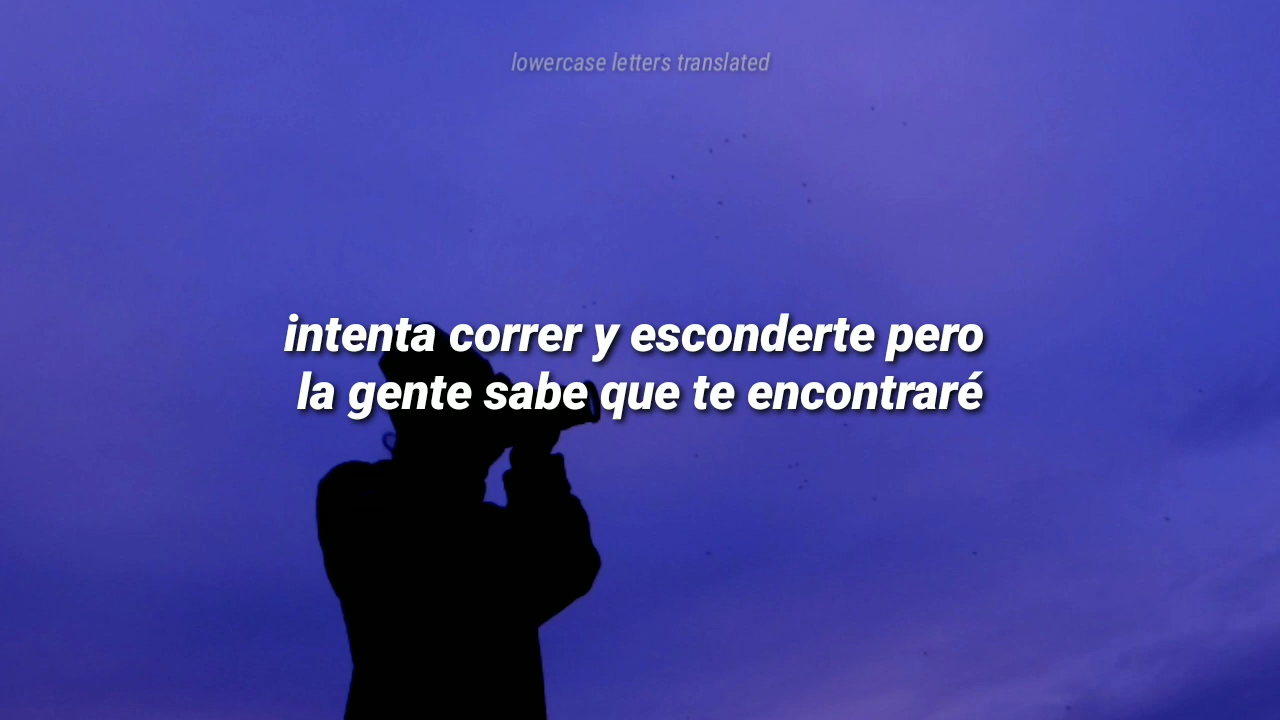 lowercase letters translated
intenta correr y esconderte pero
la gente sabe que te encontraré